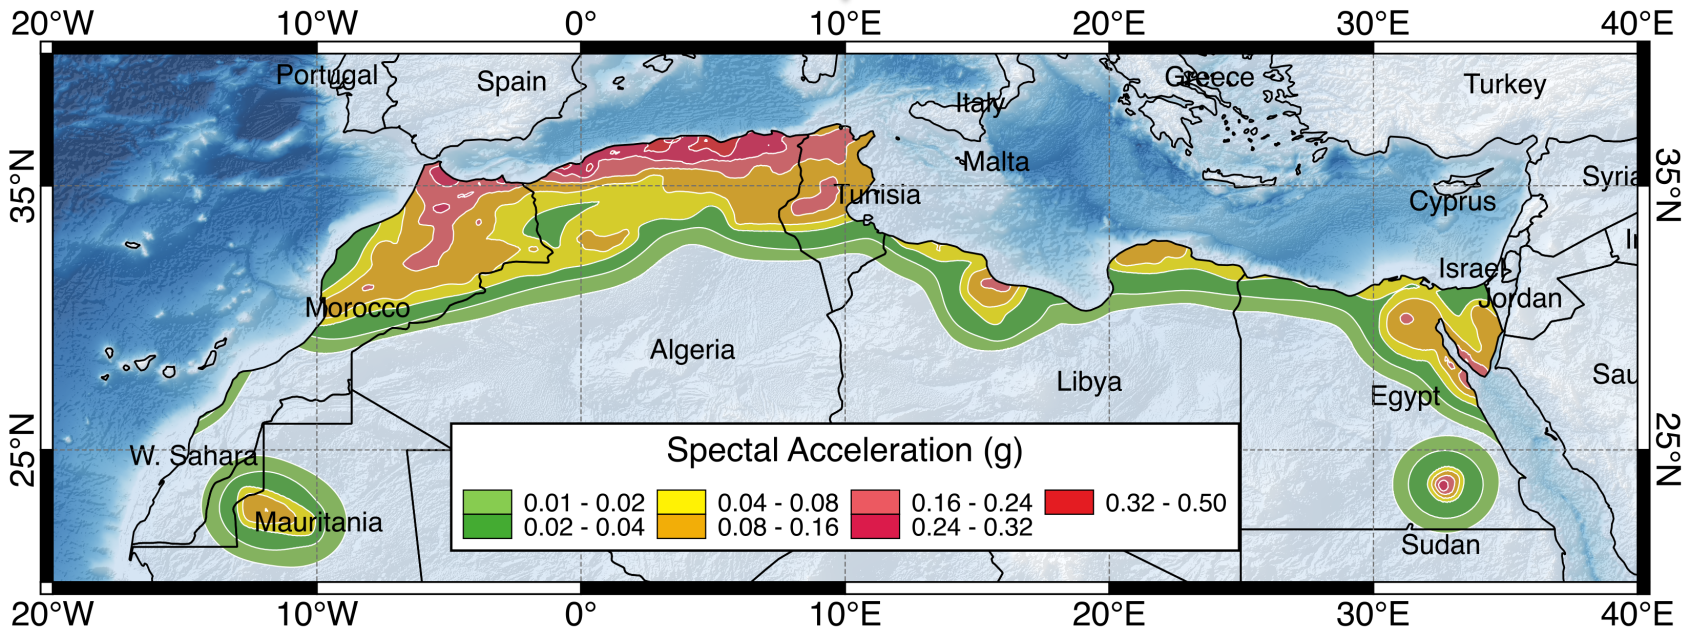 20°W 10°W 0° 10°E 20°E 30°E 40°E
Portugal
Spain
Greece
Turkey
Italy
Malta
35°N
35°N
Syria
Tunisia
Cyprus
Israel
Jordan
Morocco
Algeria
Libya
Egypt
Sau
25°N
25°N
W. Sahara
Mauritania
Sudan
Spectal Acceleration (g)
0.01 - 0.02 0.04 - 0.08 0.16 - 0.24 0.32 - 0.50
0.02 - 0.04 0.08 - 0.16 0.24 - 0.32
20°W 10°W 0° 10°E 20°E 30°E 40°E